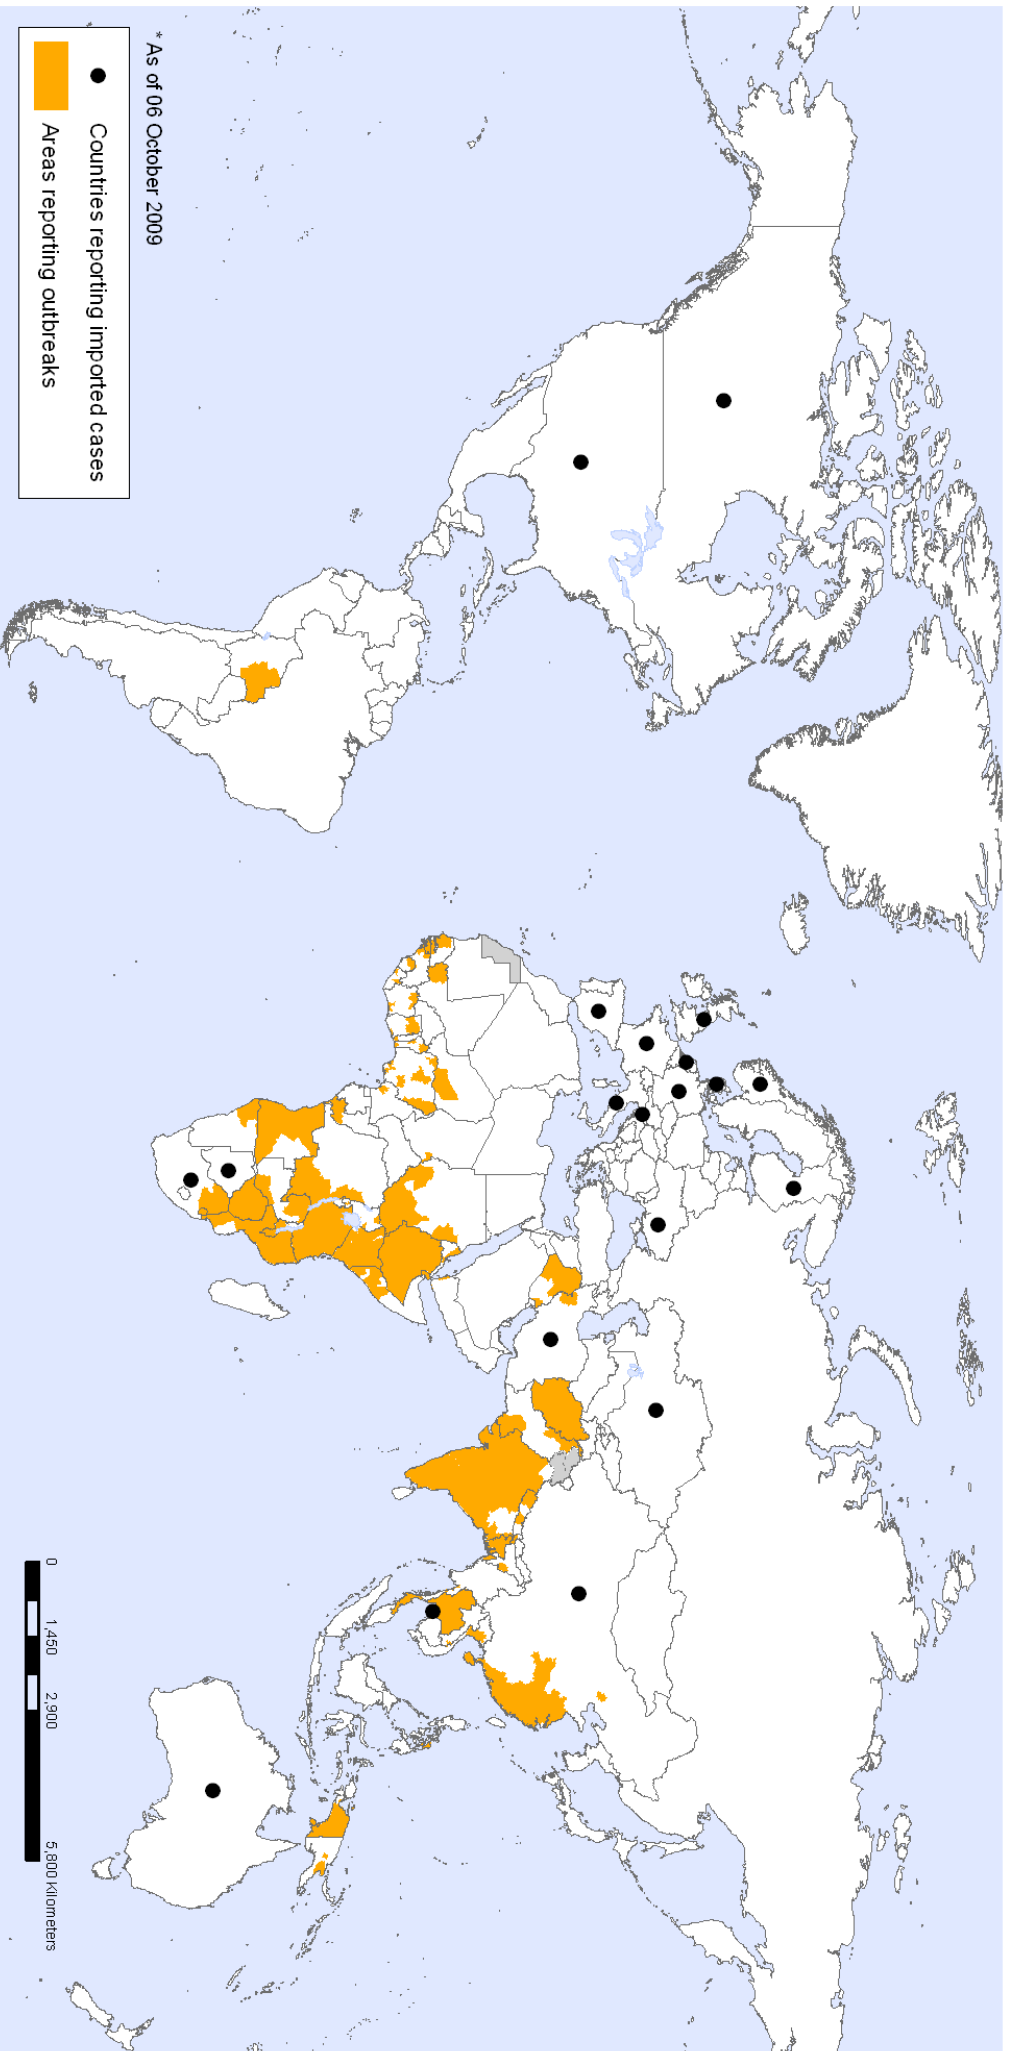 * As of 06 October 2009
Countries reporting imported cases
Areas reporting outbreaks
0 1,450 2,900 5,800 Kilometers